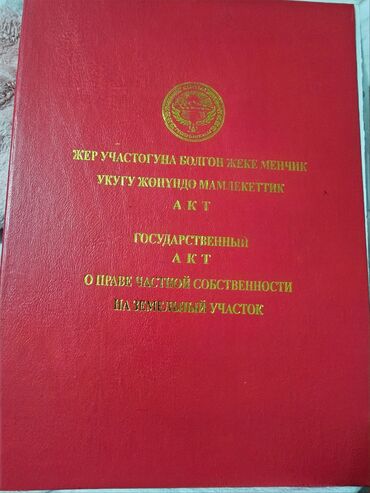 ЖЕР УЧАСТОГУНА БОЛГОН ЖЕКЕ МЕНЧИК
УКУГУ ЖӨНҮНДӨ МАМЛЕКЕТТИК
А К Т
ГОСУДАРСТВЕННЫЙ
А К Т
О ПРАВЕ ЧАСТНОЙ СОБСТВЕННОСТИ
НА ЗЕМЕЛЬНЫЙ УЧАСТОК